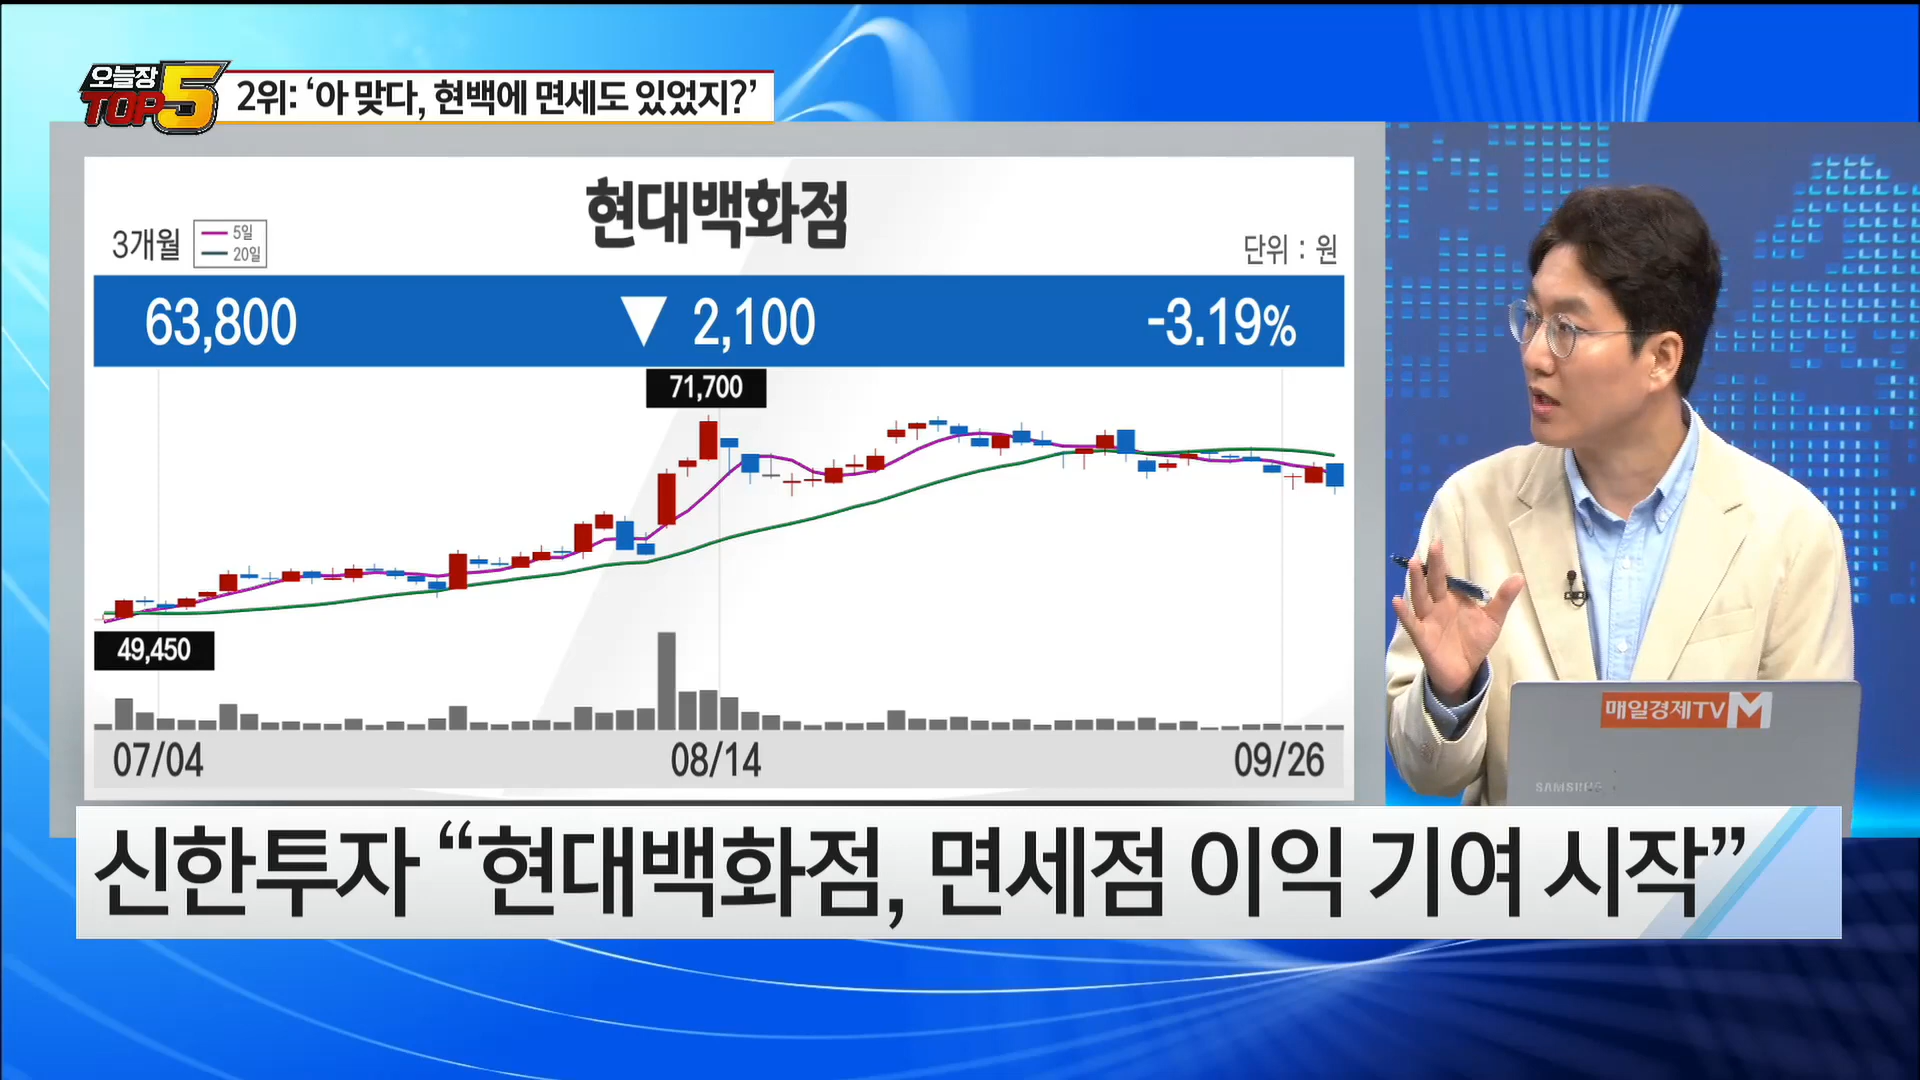 오늘장
TOP5
2위: ‘아 맞다, 현백에 면세도 있었지?’
현대백화점
3개월
5일
20일
단위 : 원
63,800 ▼ 2,100 -3.19%
71,700
49,450
07/04 08/14 09/26
매일경제TV M
SAMSUNG
신한투자 “현대백화점, 면세점 이익 기여 시작”